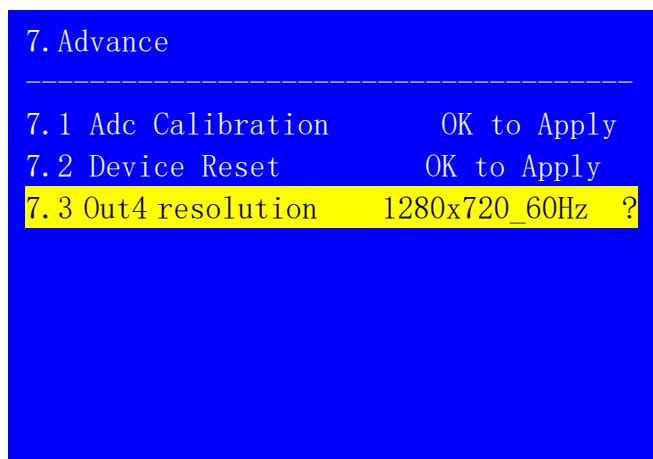 7.Advance
--------------------------------------
7.1 Adc Calibration OK to Apply
7.2 Device Reset OK to Apply
7.3 Out4 resolution 1280x720_60Hz ?